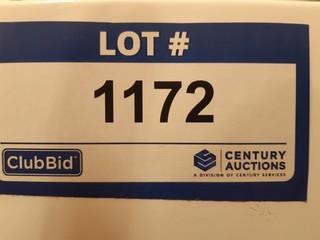 LOT #
1172
ClubBid
CENTURY
AUCTIONS
A DIVISION OF CENTURY SERVICES